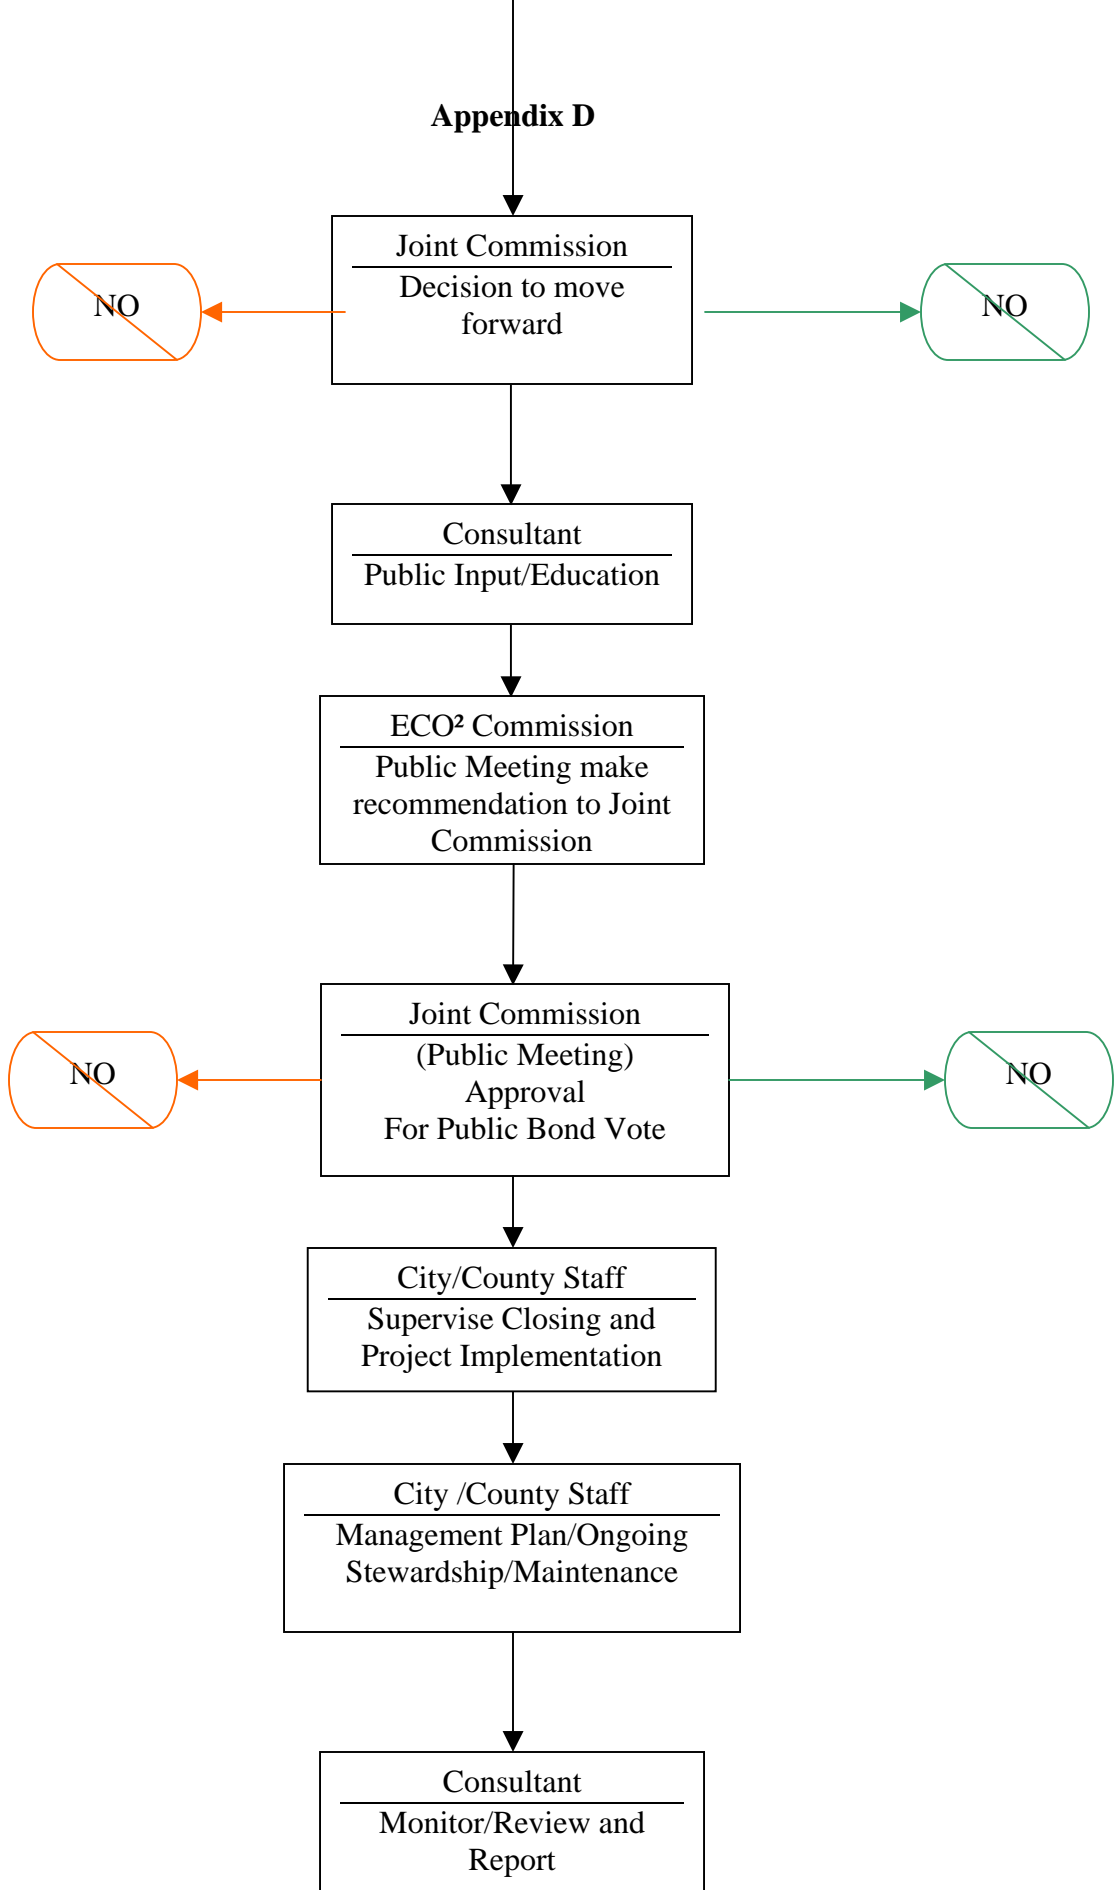 Appendix D
Joint Commission
Decision to move
forward
NO
NO
Consultant
Public Input/Education
ECO² Commission
Public Meeting make
recommendation to Joint
Commission
Joint Commission
(Public Meeting)
Approval
For Public Bond Vote
NO
NO
City/County Staff
Supervise Closing and
Project Implementation
City /County Staff
Management Plan/Ongoing
Stewardship/Maintenance
Consultant
Monitor/Review and
Report